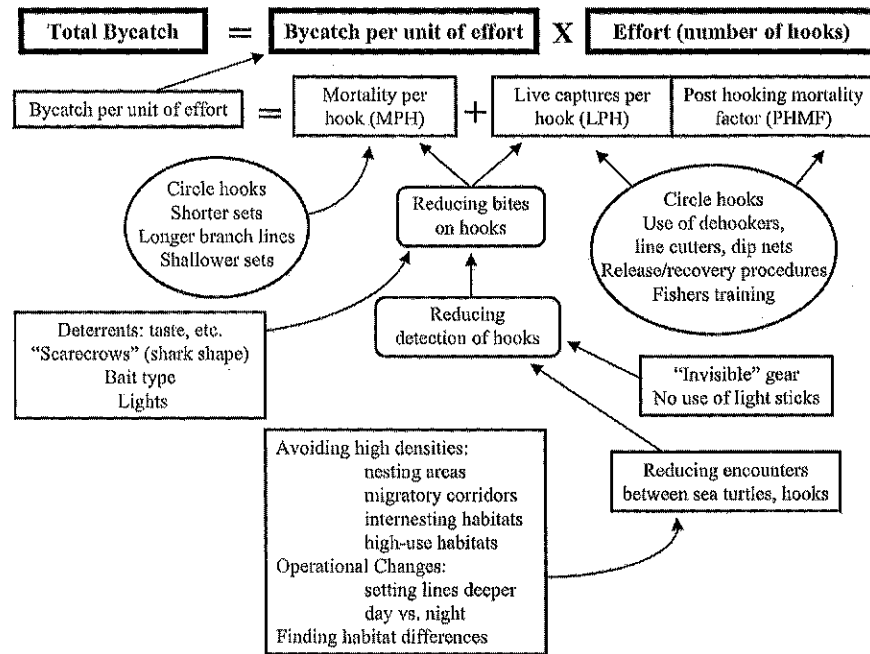 Total Bycatch = Bycatch per unit of effort X Effort (number of hooks)
Bycatch per unit of effort = Mortality per hook (MPH) + Live captures per hook (LPH) Post hooking mortality factor (PHMF)
Circle hooks
Shorter sets
Longer branch lines
Shallower sets
Reducing bites
on hooks
Circle hooks
Use of dehookers,
line cutters, dip nets
Release/recovery procedures
Fishers training
Reducing
detection of hooks
Deterrents: taste, etc.
“Scarecrows” (shark shape)
Bait type
Lights
“Invisible” gear
No use of light sticks
Avoiding high densities:
nesting areas
migratory corridors
internesting habitats
high-use habitats
Operational Changes:
setting lines deeper
day vs. night
Finding habitat differences
Reducing encounters
between sea turtles, hooks